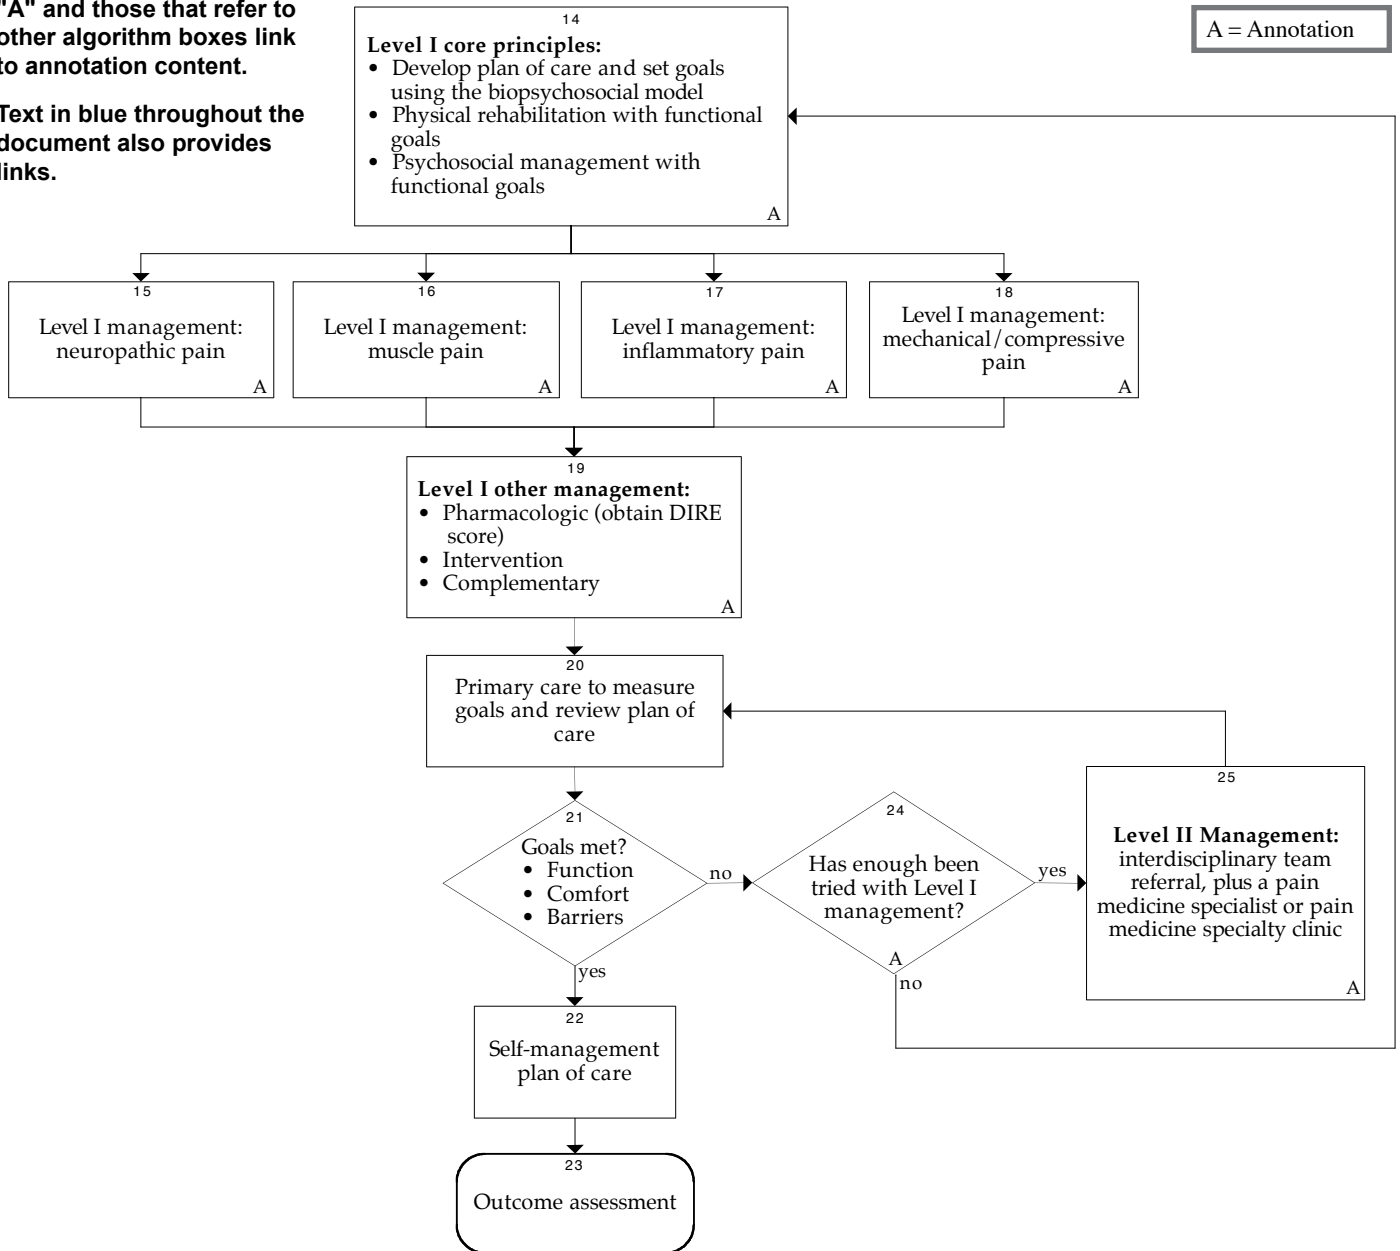 "A" and those that refer to
other algorithm boxes link
to annotation content.
Text in blue throughout the
document also provides
links.
A = Annotation
14
Level I core principles:
• Develop plan of care and set goals
using the biopsychosocial model
• Physical rehabilitation with functional
goals
• Psychosocial management with
functional goals
A
15
Level I management:
neuropathic pain
A
16
Level I management:
muscle pain
A
17
Level I management:
inflammatory pain
A
18
Level I management:
mechanical/compressive
pain
A
19
Level I other management:
• Pharmacologic (obtain DIRE
score)
• Intervention
• Complementary
A
20
Primary care to measure
goals and review plan of
care
21
Goals met?
• Function
• Comfort
• Barriers
no
yes
24
Has enough been
tried with Level I
management?
A
yes
no
25
Level II Management:
interdisciplinary team
referral, plus a pain
medicine specialist or pain
medicine specialty clinic
A
22
Self-management
plan of care
23
Outcome assessment